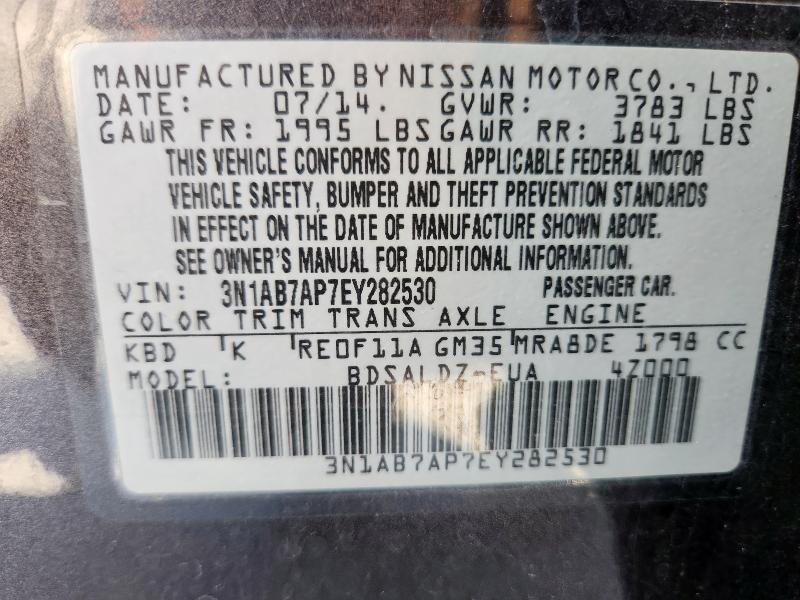 MANUFACTURED BY NISSAN MOTOR CO., LTD.
DATE: 07/14. GVWR: 3783 LBS
GAWR FR: 1995 LBS GAWR RR: 1841 LBS
THIS VEHICLE CONFORMS TO ALL APPLICABLE FEDERAL MOTOR
VEHICLE SAFETY, BUMPER AND THEFT PREVENTION STANDARDS
IN EFFECT ON THE DATE OF MANUFACTURE SHOWN ABOVE.
SEE OWNER'S MANUAL FOR ADDITIONAL INFORMATION.
VIN: 3N1AB7AP7EY282530 PASSENGER CAR.
COLOR TRIM TRANS AXLE ENGINE
KBD K RE0F11A GM35 MRA8DE 1798 CC
MODEL: BDSALDZ-EUA 4Z000
3N1AB7AP7EY282530